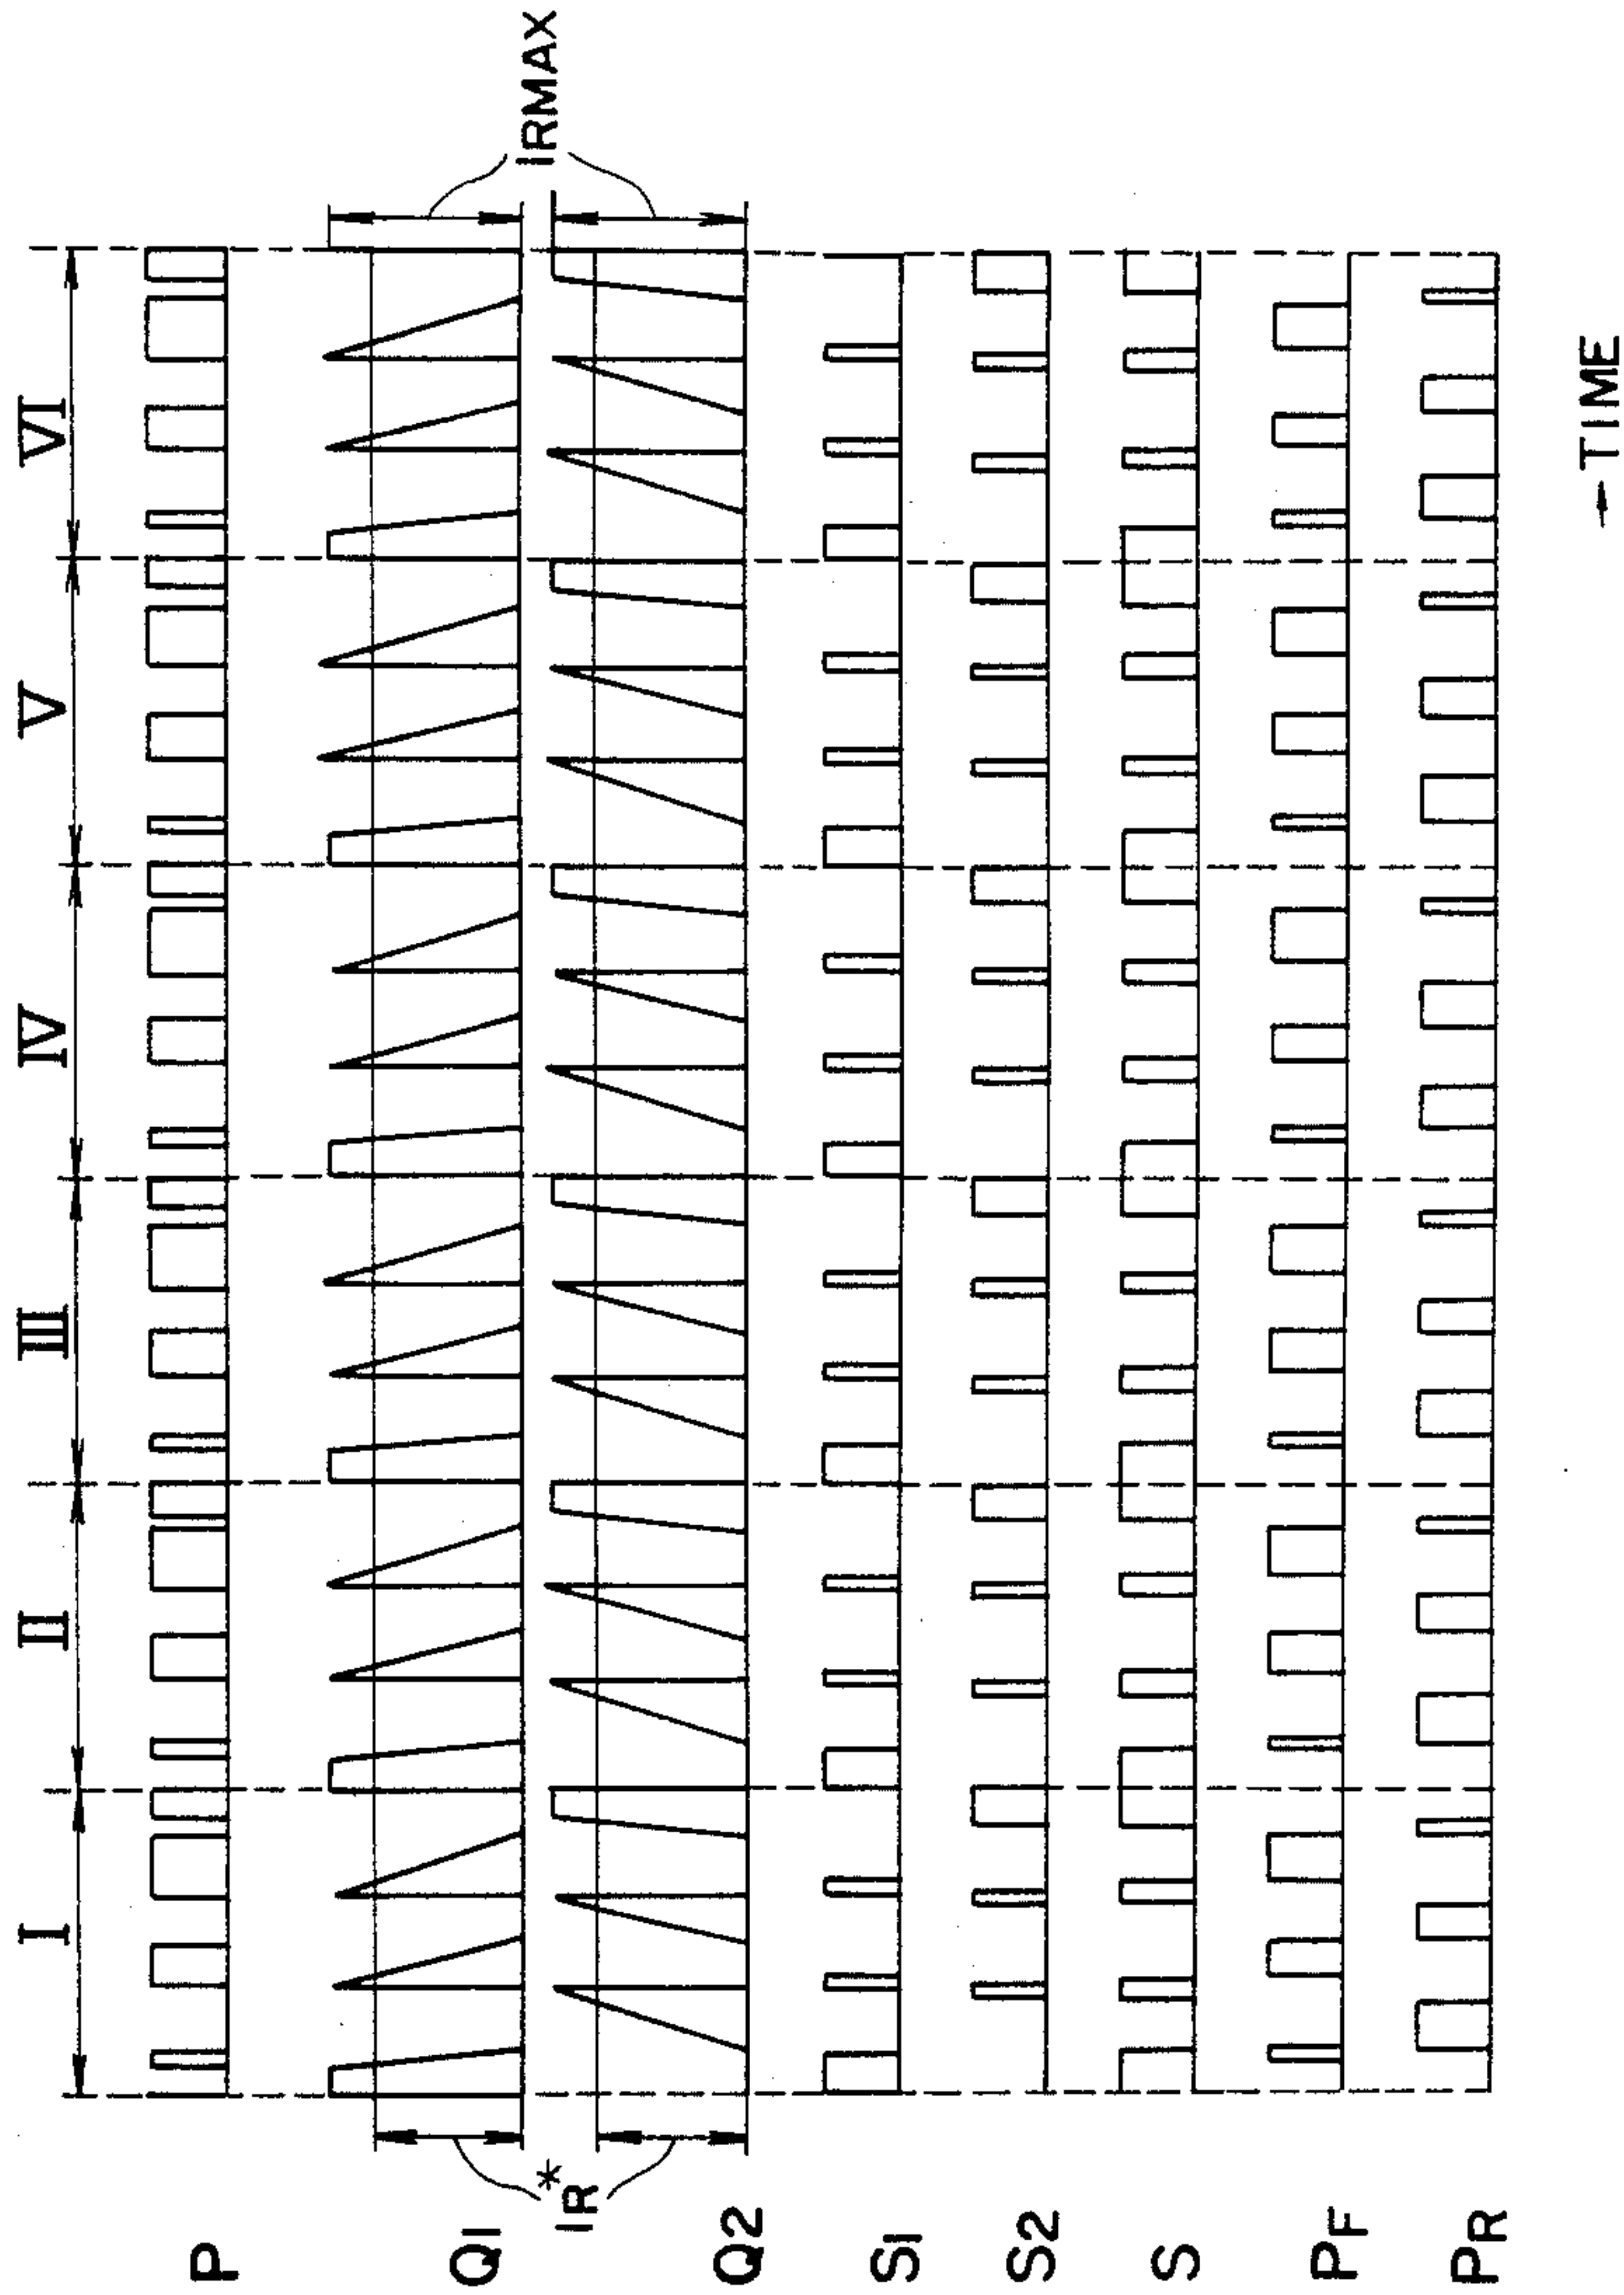 I II III IV V VI
P
Q1
iR*
iRMAX
Q2
S1
S2
S
PF
PR
← TIME